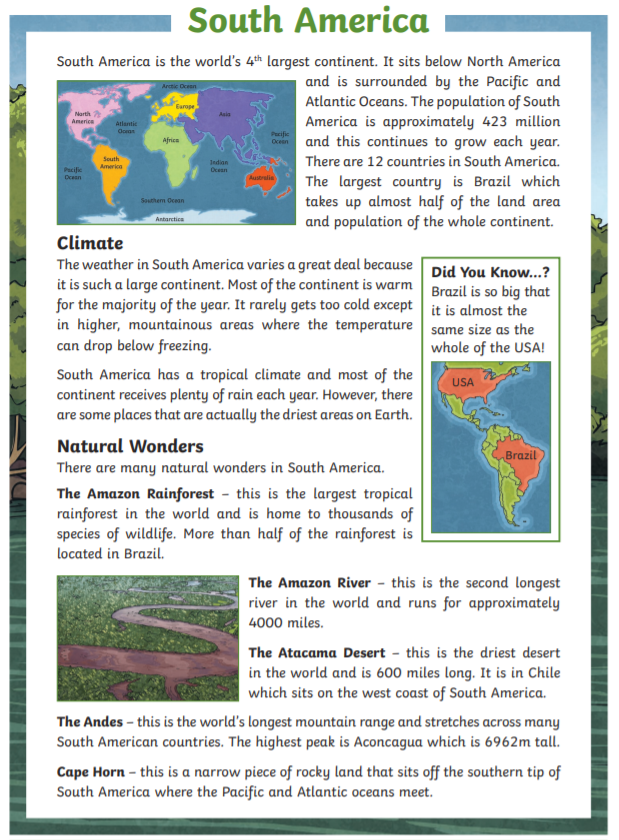 South America
South America is the world's 4th largest continent. It sits below North America
and is surrounded by the Pacific and
Atlantic Oceans. The population of South
America is approximately 423 million
and this continues to grow each year.
There are 12 countries in South America.
The largest country is Brazil which
takes up almost half of the land area
and population of the whole continent.
Arctic Ocean
North
America
Europe
Asia
Atlantic
Ocean
Africa
Pacific
Ocean
South
America
Indian
Ocean
Pacific
Ocean
Australia
Southern Ocean
Antarctica
Climate
The weather in South America varies a great deal because
it is such a large continent. Most of the continent is warm
for the majority of the year. It rarely gets too cold except
in higher, mountainous areas where the temperature
can drop below freezing.
South America has a tropical climate and most of the
continent receives plenty of rain each year. However, there
are some places that are actually the driest areas on Earth.
Did You Know...?
Brazil is so big that
it is almost the
same size as the
whole of the USA!
USA
Brazil
Natural Wonders
There are many natural wonders in South America.
The Amazon Rainforest – this is the largest tropical
rainforest in the world and is home to thousands of
species of wildlife. More than half of the rainforest is
located in Brazil.
The Amazon River – this is the second longest
river in the world and runs for approximately
4000 miles.
The Atacama Desert – this is the driest desert
in the world and is 600 miles long. It is in Chile
which sits on the west coast of South America.
The Andes – this is the world's longest mountain range and stretches across many
South American countries. The highest peak is Aconcagua which is 6962m tall.
Cape Horn – this is a narrow piece of rocky land that sits off the southern tip of
South America where the Pacific and Atlantic oceans meet.